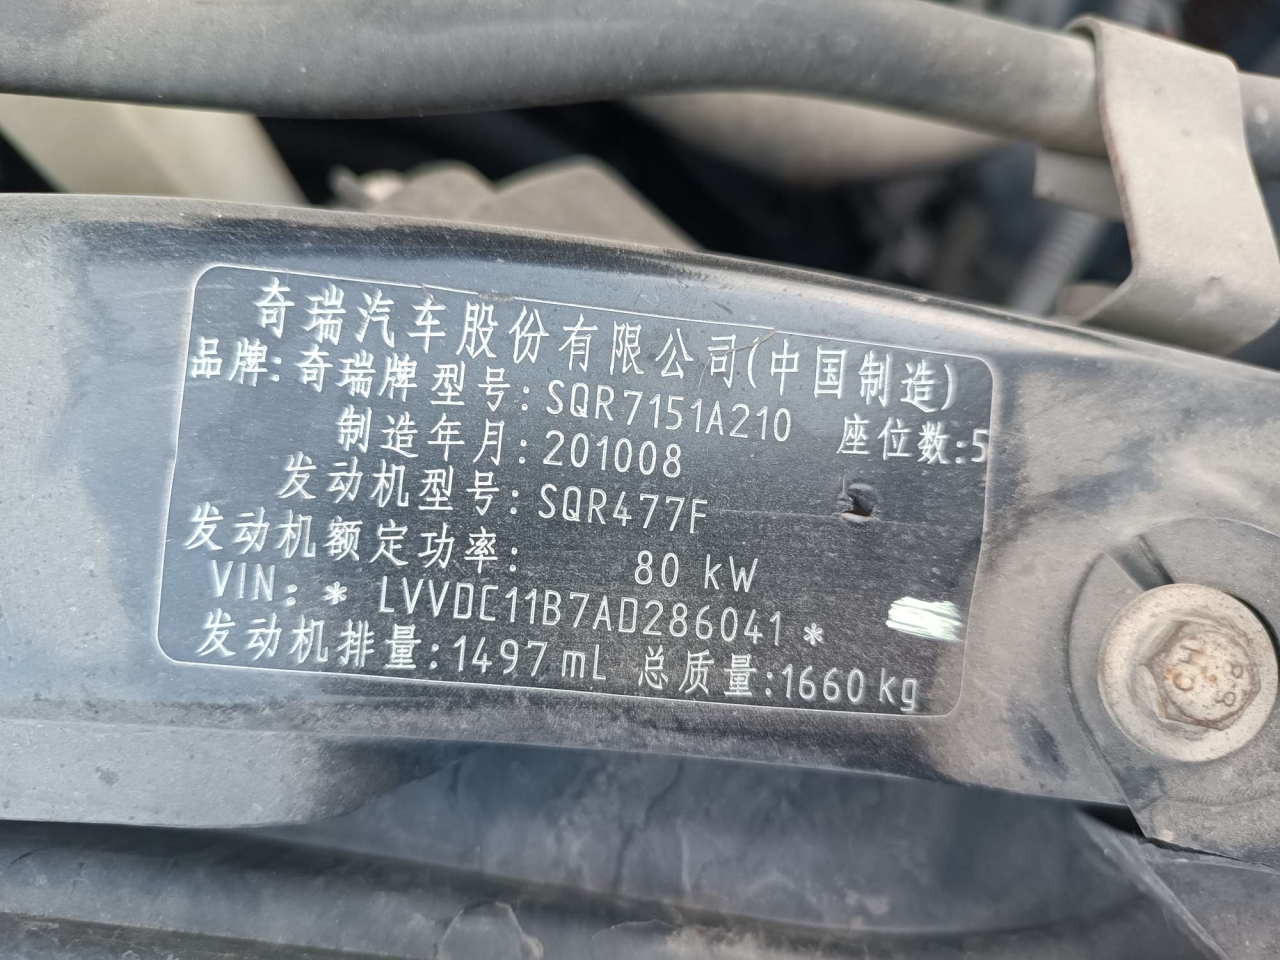 奇瑞汽车股份有限公司(中国制造)
品牌:奇瑞牌 型号:SQR7151A210 座位数:5
制造年月:201008
发动机型号:SQR477F
发动机额定功率: 80 kW
VIN:* LVVDC11B7AD286041 *
发动机排量:1497 mL 总质量:1660 kg
CH
8.8